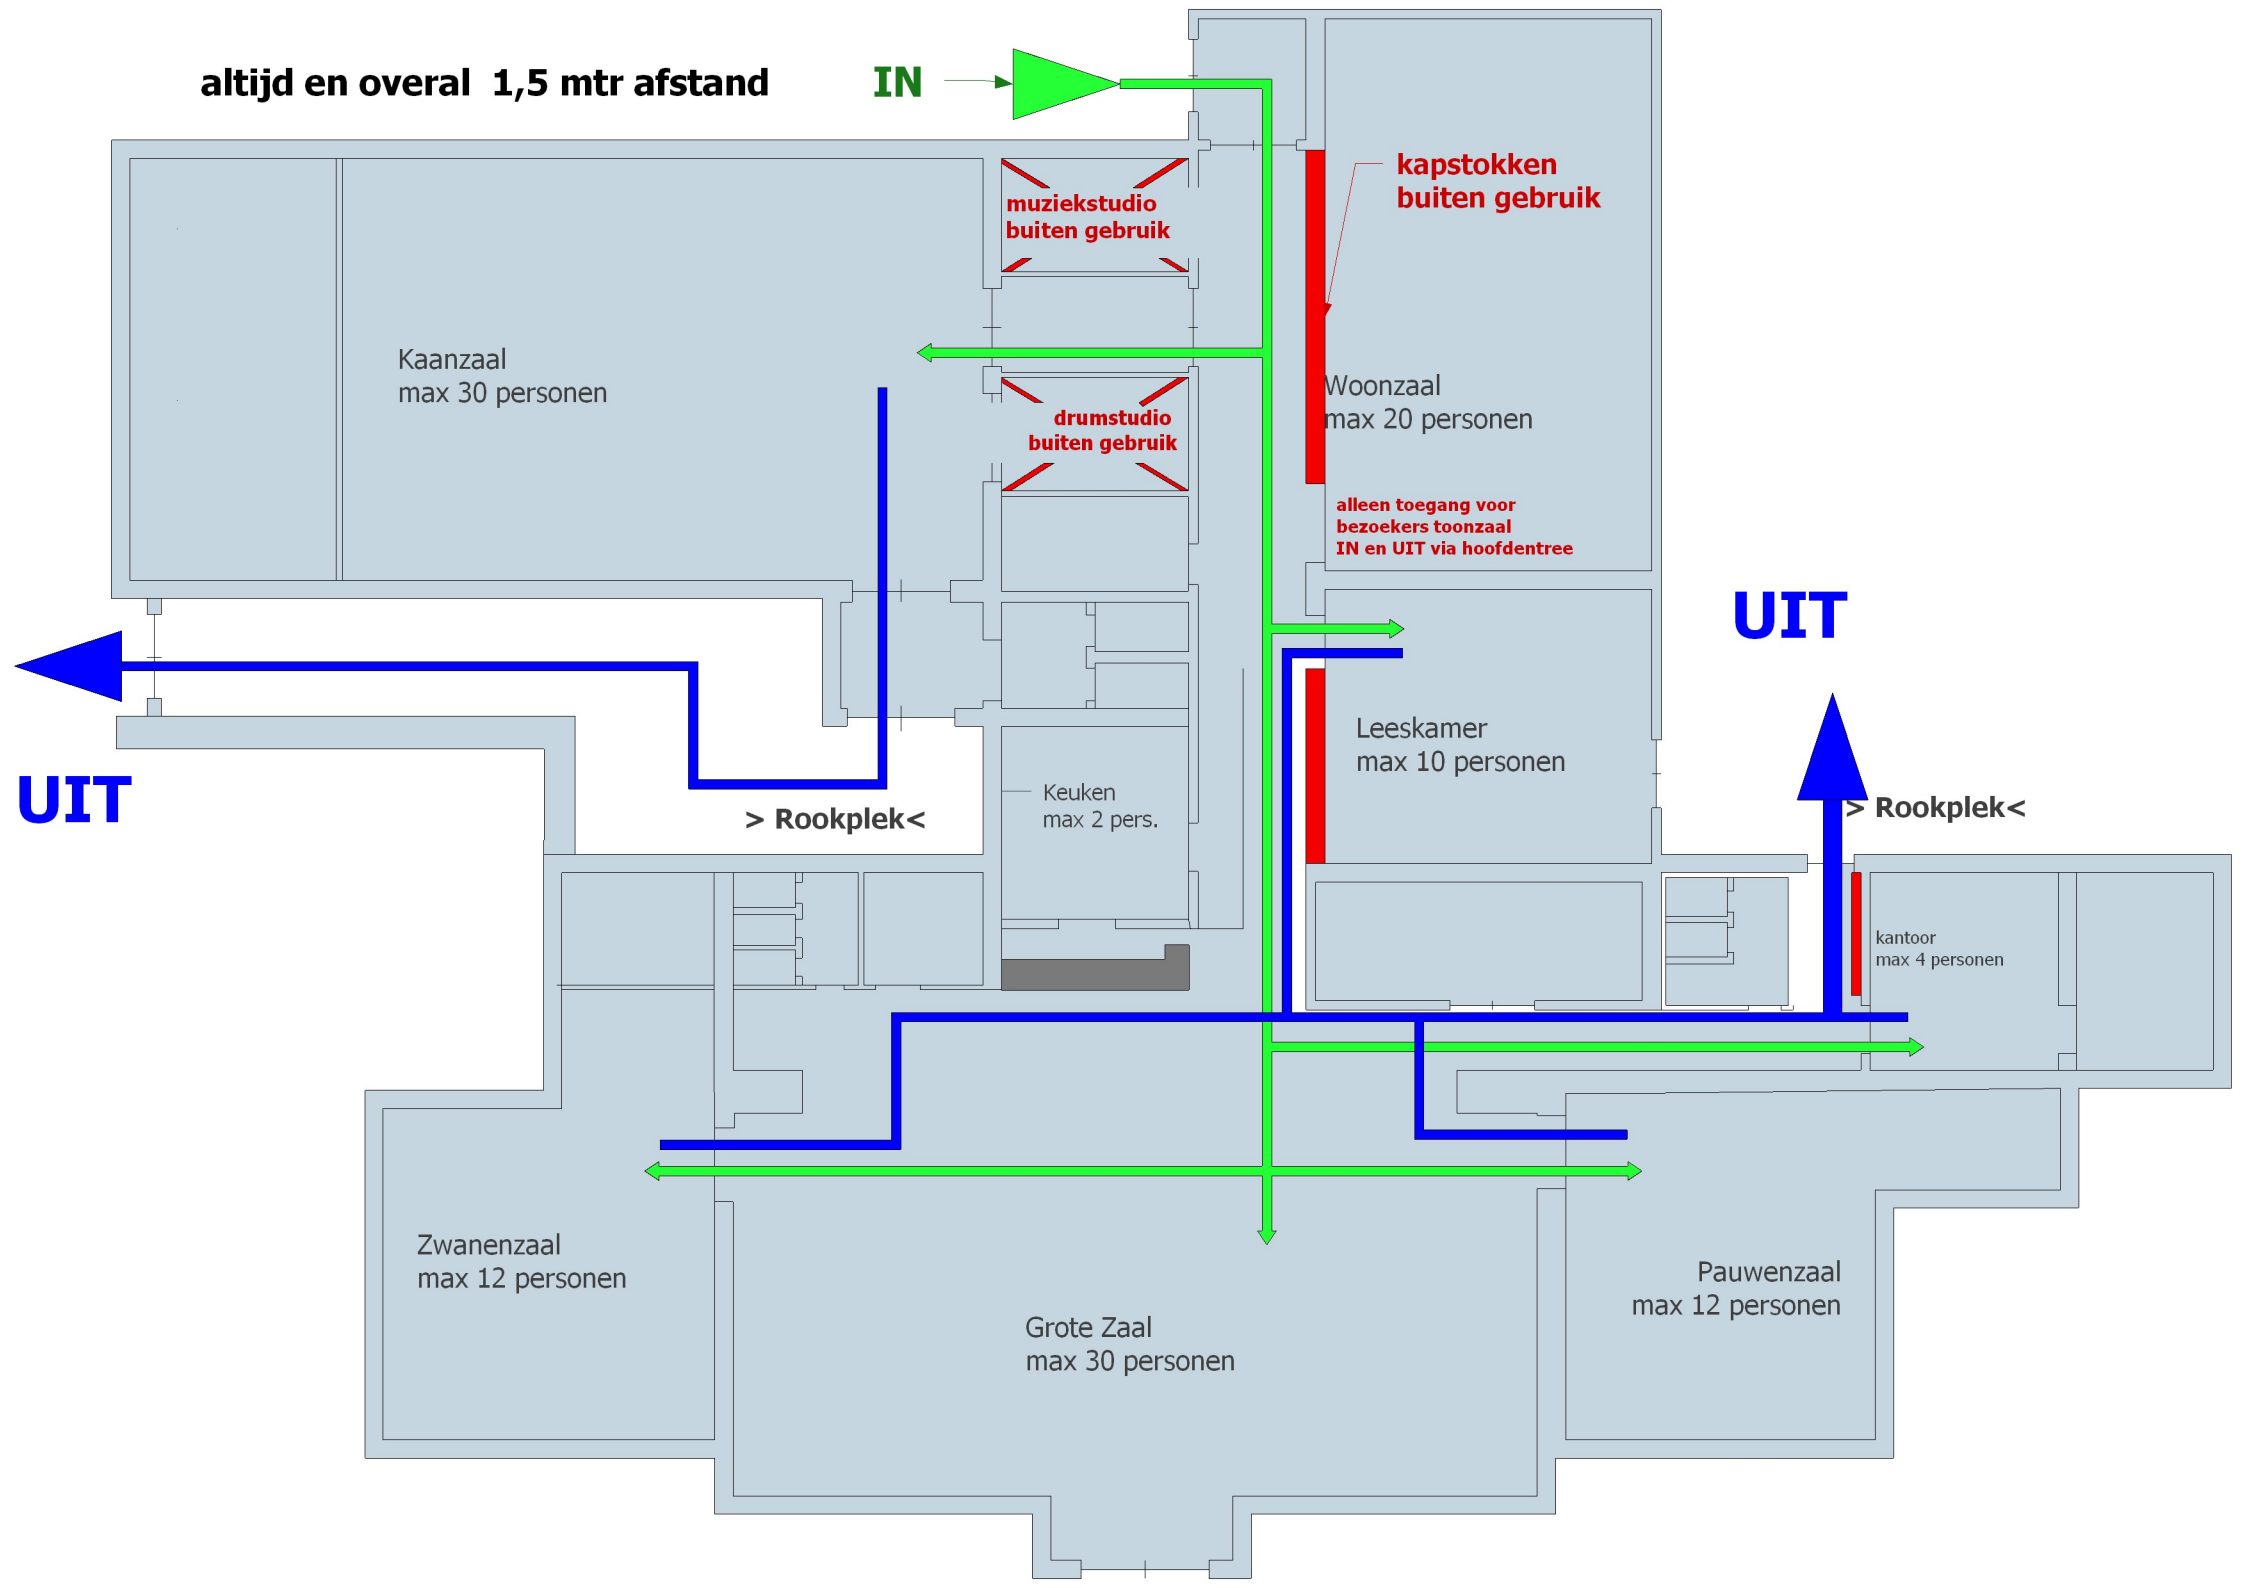 altijd en overal  1,5 mtr afstand
IN
kapstokken
buiten gebruik
muziekstudio
buiten gebruik
Kaanzaal
max 30 personen
Woonzaal
max 20 personen
drumstudio
buiten gebruik
alleen toegang voor
bezoekers toonzaal
IN en UIT via hoofdentree
UIT
Leeskamer
max 10 personen
UIT
> Rookplek<
Keuken
max 2 pers.
> Rookplek<
kantoor
max 4 personen
Zwanenzaal
max 12 personen
Pauwenzaal
max 12 personen
Grote Zaal
max 30 personen